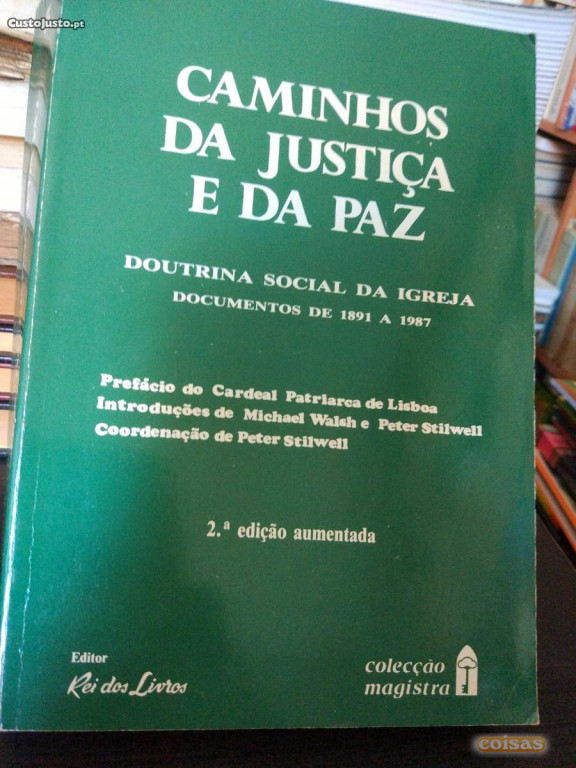 CustoJusto.pt
CAMINHOS
DA JUSTIÇA
E DA PAZ
DOUTRINA SOCIAL DA IGREJA
DOCUMENTOS DE 1891 A 1987
Prefácio do Cardeal Patriarca de Lisboa
Introduções de Michael Walsh e Peter Stilwell
Coordenação de Peter Stilwell
2.ª edição aumentada
Editor
Rei dos Livros
colecção
magistra
coisas